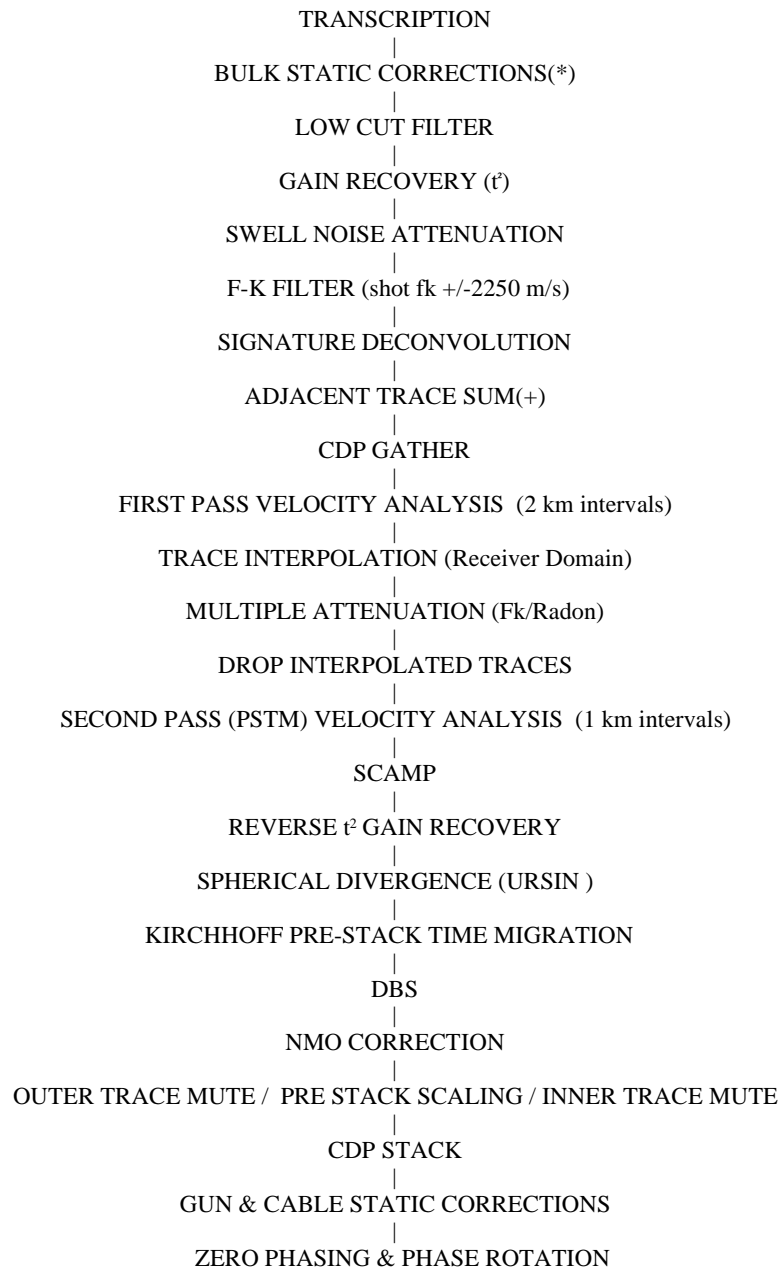 TRANSCRIPTION
|
BULK STATIC CORRECTIONS(*)
|
LOW CUT FILTER
|
GAIN RECOVERY (t²)
|
SWELL NOISE ATTENUATION
|
F-K FILTER (shot fk +/-2250 m/s)
|
SIGNATURE DECONVOLUTION
|
ADJACENT TRACE SUM(+)
|
CDP GATHER
|
FIRST PASS VELOCITY ANALYSIS (2 km intervals)
|
TRACE INTERPOLATION (Receiver Domain)
|
MULTIPLE ATTENUATION (Fk/Radon)
|
DROP INTERPOLATED TRACES
|
SECOND PASS (PSTM) VELOCITY ANALYSIS (1 km intervals)
|
SCAMP
|
REVERSE t² GAIN RECOVERY
|
SPHERICAL DIVERGENCE (URSIN )
|
KIRCHHOFF PRE-STACK TIME MIGRATION
|
DBS
|
NMO CORRECTION
|
OUTER TRACE MUTE / PRE STACK SCALING / INNER TRACE MUTE
|
CDP STACK
|
GUN & CABLE STATIC CORRECTIONS
|
ZERO PHASING & PHASE ROTATION